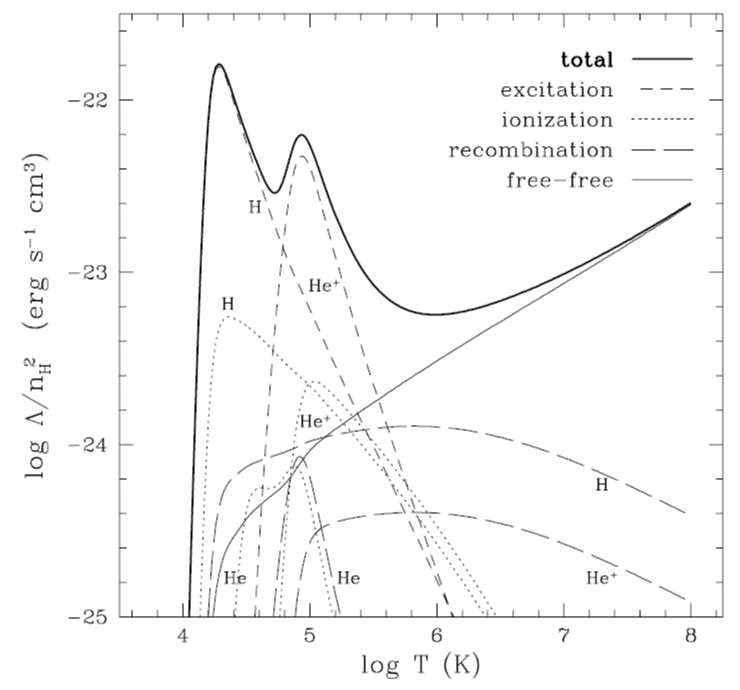 total
excitation
ionization
recombination
free−free
−22
−23
−24
−25
log Λ/n_H^2 (erg s^−1 cm^3)
H
He^+
H
He^+
H
He
He
He^+
4 5 6 7 8
log T (K)